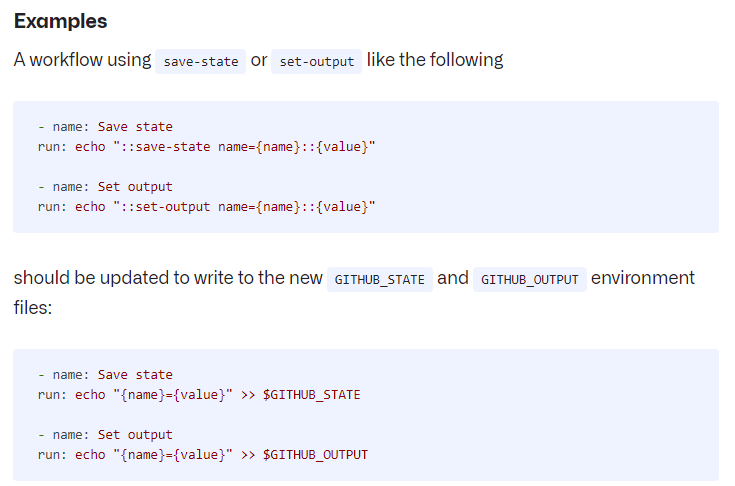 Examples
A workflow using save-state or set-output like the following
- name: Save state
run: echo "::save-state name={name}::{value}"
- name: Set output
run: echo "::set-output name={name}::{value}"
should be updated to write to the new GITHUB_STATE and GITHUB_OUTPUT environment
files:
- name: Save state
run: echo "{name}={value}" >> $GITHUB_STATE
- name: Set output
run: echo "{name}={value}" >> $GITHUB_OUTPUT